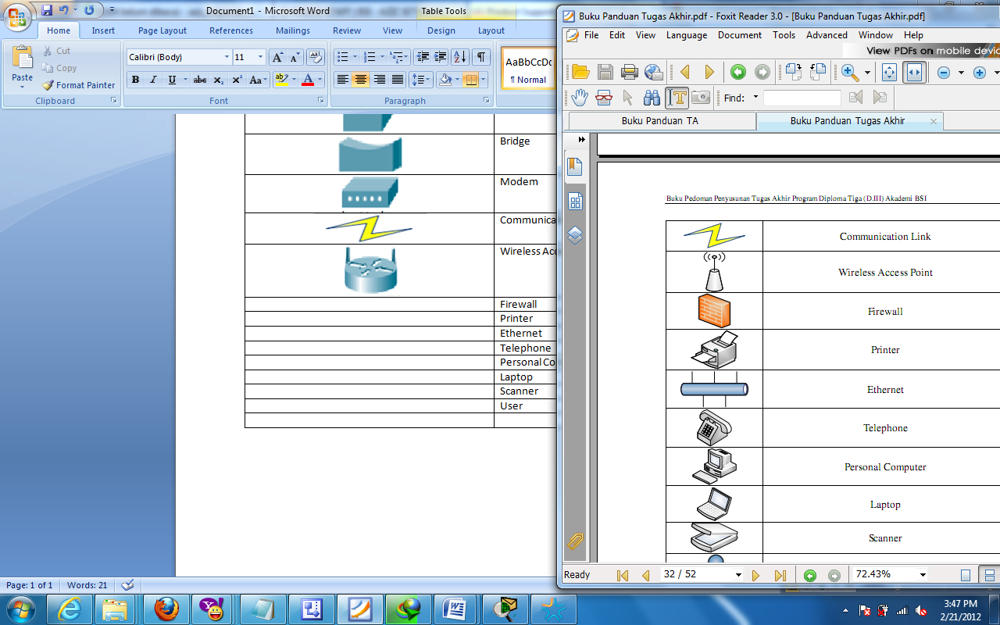 Document1 - Microsoft Word
Table Tools
Home
Insert
Page Layout
References
Mailings
Review
View
Design
Layout
Paste
Cut
Copy
Format Painter
Clipboard
Calibri (Body)
11
Font
Paragraph
AaBbCcDc
¶ Normal
Bridge
Modem
Communica
Wireless Acc
Firewall
Printer
Ethernet
Telephone
Personal Co
Laptop
Scanner
User
Page: 1 of 1
Words: 21
Buku Panduan Tugas Akhir.pdf - Foxit Reader 3.0 - [Buku Panduan Tugas Akhir.pdf]
File
Edit
View
Language
Document
Tools
Advanced
Window
Help
View PDFs on mobile devic
Find:
Buku Panduan TA
Buku Panduan Tugas Akhir
Buku Pedoman Penyusunan Tugas Akhir Program Diploma Tiga (D.III) Akademi BSI
Communication Link
Wireless Access Point
Firewall
Printer
Ethernet
Telephone
Personal Computer
Laptop
Scanner
Ready
32 / 52
72.43%
3:47 PM
2/21/2012